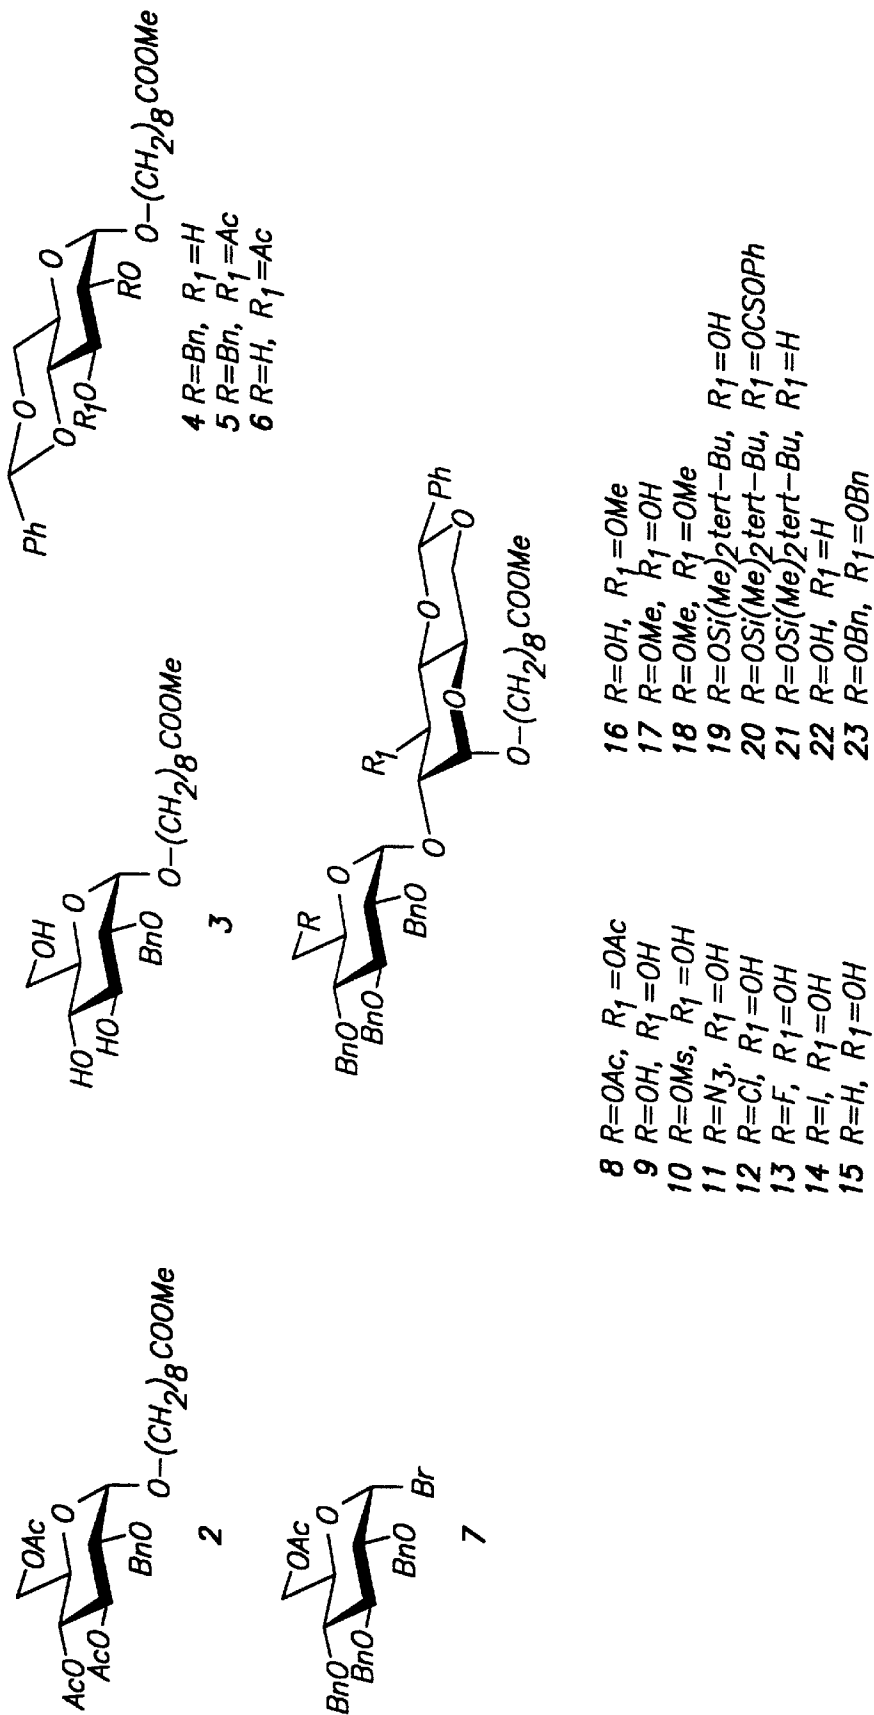 OAc
AcO
AcO
O
BnO
O–(CH₂)₈COOMe
2
OH
HO
HO
O
BnO
O–(CH₂)₈COOMe
3
Ph
O
O
R₁O
O
RO
O–(CH₂)₈COOMe
4 R=Bn, R₁=H
5 R=Bn, R₁=Ac
6 R=H, R₁=Ac
OAc
BnO
BnO
O
BnO
Br
7
R
BnO
BnO
O
BnO
O
R₁
O
O
Ph
O
O–(CH₂)₈COOMe
8 R=OAc, R₁=OAc
9 R=OH, R₁=OH
10 R=OMs, R₁=OH
11 R=N₃, R₁=OH
12 R=Cl, R₁=OH
13 R=F, R₁=OH
14 R=I, R₁=OH
15 R=H, R₁=OH
16 R=OH, R₁=OMe
17 R=OMe, R₁=OH
18 R=OMe, R₁=OMe
19 R=OSi(Me)₂tert–Bu, R₁=OH
20 R=OSi(Me)₂tert–Bu, R₁=OCSOPh
21 R=OSi(Me)₂tert–Bu, R₁=H
22 R=OH, R₁=H
23 R=OBn, R₁=OBn